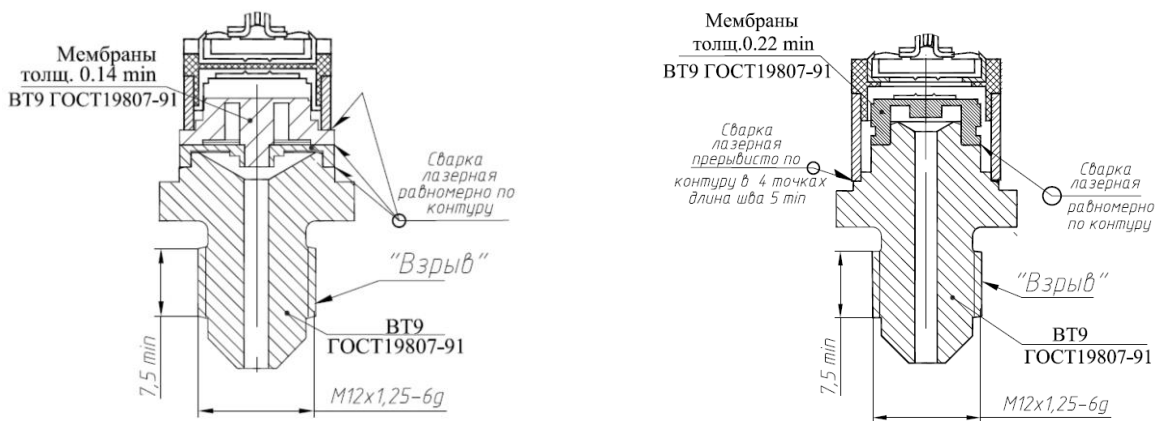 Мембраны
толщ. 0.14 min
ВТ9 ГОСТ19807-91
Сварка
лазерная
равномерно по
контуру
"Взрыв"
ВТ9
ГОСТ19807-91
7,5 min
М12х1,25-6g
Мембраны
толщ.0.22 min
ВТ9 ГОСТ19807-91
Сварка
лазерная
прерывисто по
контуру в 4 точках
длина шва 5 min
Сварка
лазерная
равномерно
по контуру
"Взрыв"
ВТ9
ГОСТ19807-91
7,5 min
М12х1,25-6g